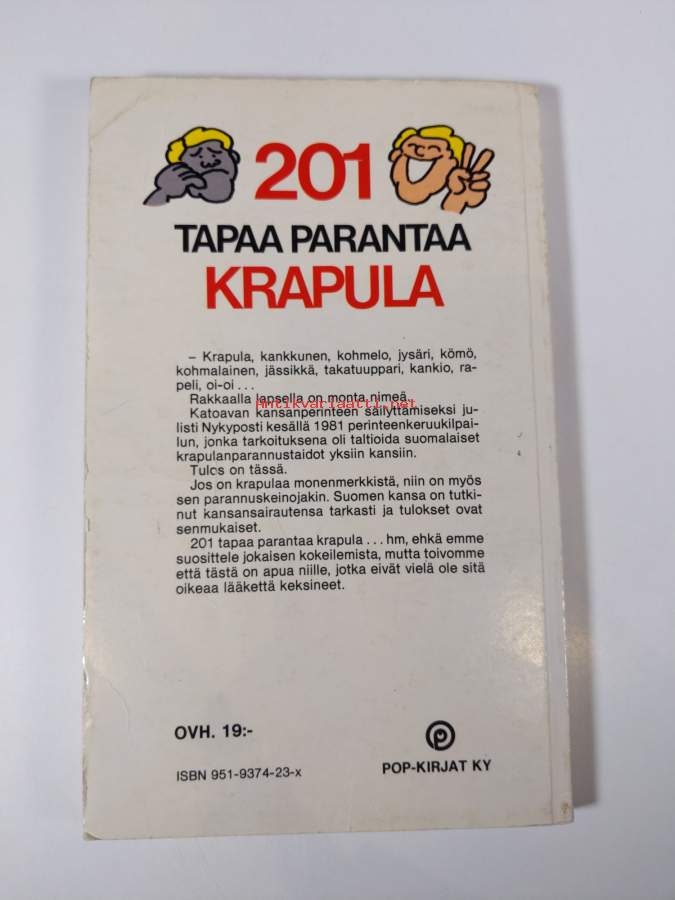 201
TAPAA PARANTAA
KRAPULA
– Krapula, kankkunen, kohmelo, jysäri, kömö,
kohmalainen, jässikkä, takatuuppari, kankio, ra-
peli, oi-oi ...
Rakkaalla lapsella on monta nimeä.
Antikvariaatti.net
Katoavan kansanperinteen säilyttämiseksi ju-
listi Nykyposti kesällä 1981 perinteenkeruukilpai-
lun, jonka tarkoituksena oli taltioida suomalaiset
krapulanparannustaidot yksiin kansiin.
Tulos on tässä.
Jos on krapulaa monenmerkkistä, niin on myös
sen parannuskeinojakin. Suomen kansa on tutki-
nut kansansairautensa tarkasti ja tulokset ovat
senmukaiset.
201 tapaa parantaa krapula ... hm, ehkä emme
suosittele jokaisen kokeilemista, mutta toivomme
että tästä on apua niille, jotka eivät vielä ole sitä
oikeaa lääkettä keksineet.
OVH. 19:-
ISBN 951-9374-23-x
POP-KIRJAT KY